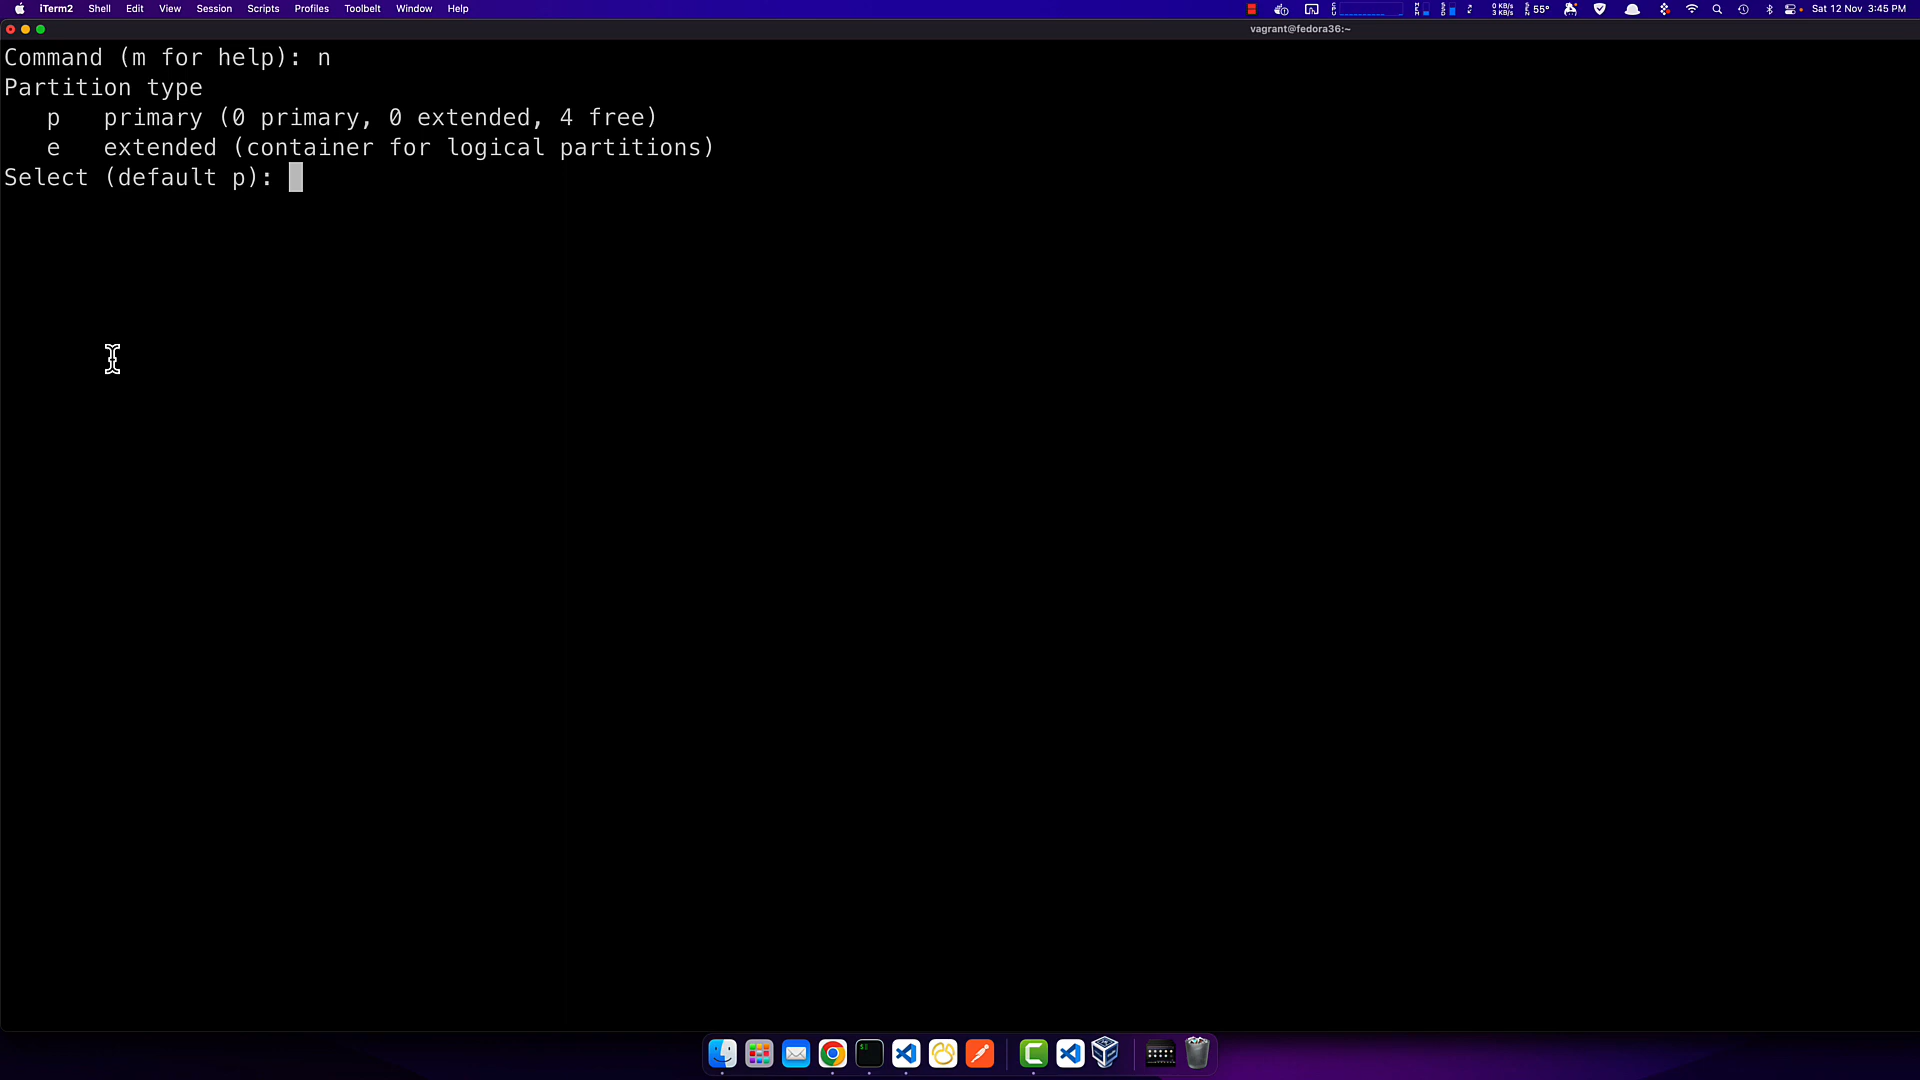 iTerm2 Shell Edit View Session Scripts Profiles Toolbelt Window Help 0 KB/s 3 KB/s 55° Sat 12 Nov 3:45 PM
vagrant@fedora36:~
Command (m for help): n
Partition type
   p   primary (0 primary, 0 extended, 4 free)
   e   extended (container for logical partitions)
Select (default p):